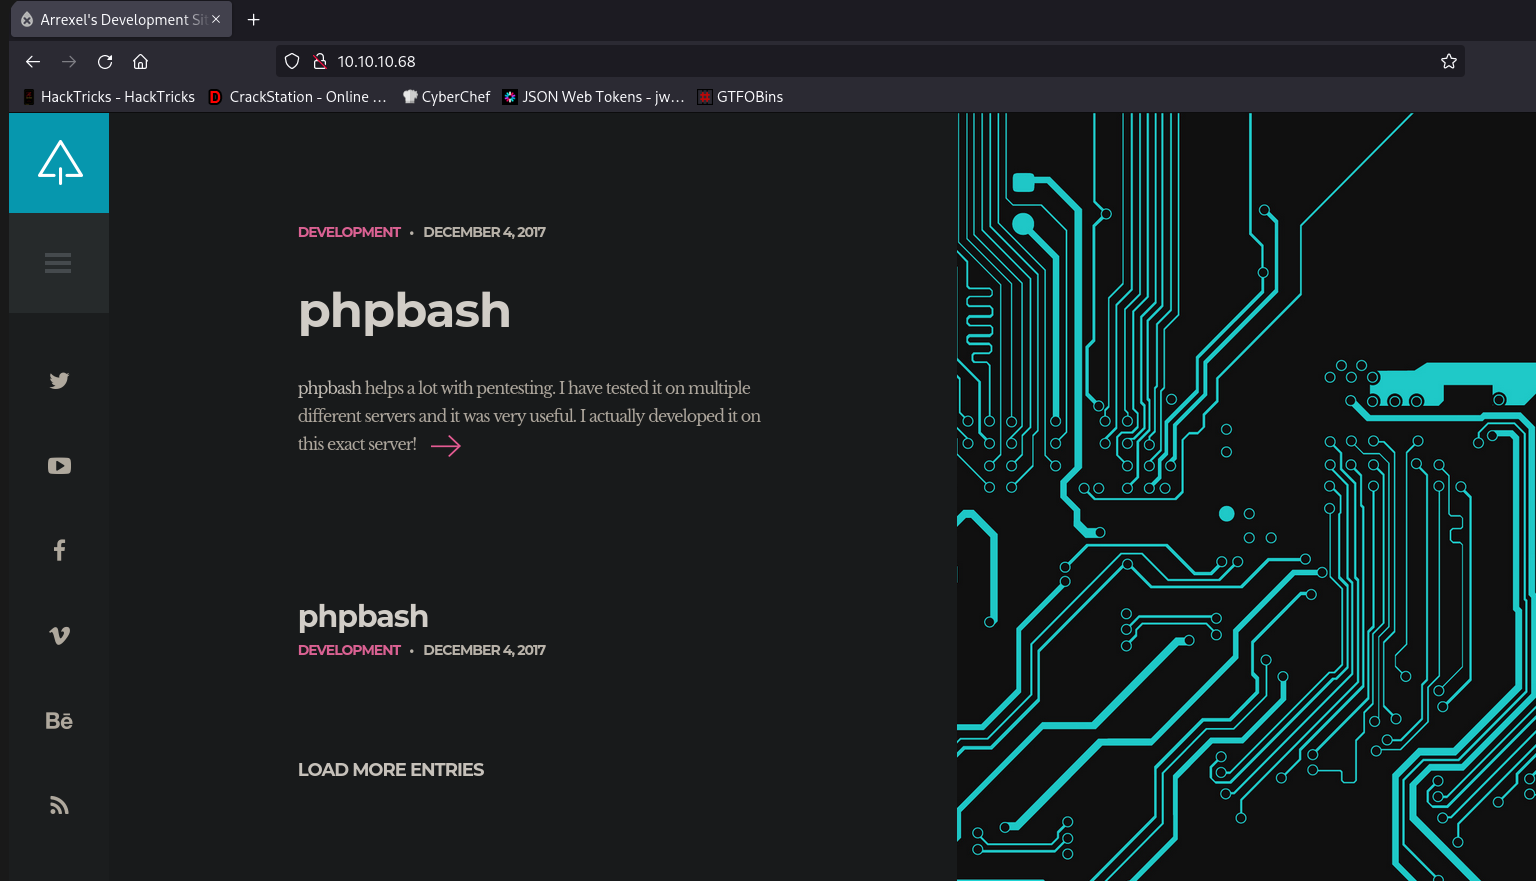 Arrexel's Development Sit
10.10.10.68
HackTricks - HackTricks
CrackStation - Online ...
CyberChef
JSON Web Tokens - jw...
GTFOBins
DEVELOPMENT • DECEMBER 4, 2017
phpbash
phpbash helps a lot with pentesting. I have tested it on multiple
different servers and it was very useful. I actually developed it on
this exact server!
phpbash
DEVELOPMENT • DECEMBER 4, 2017
Bē
LOAD MORE ENTRIES